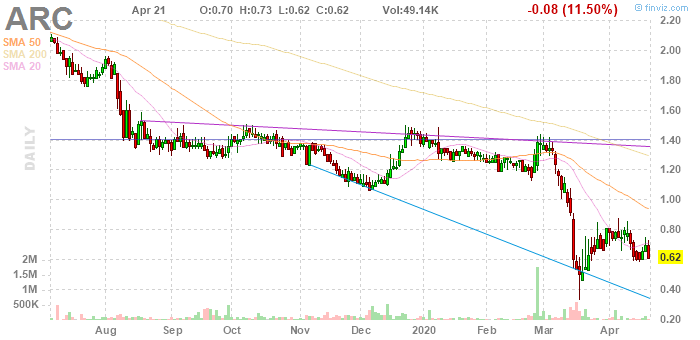 ARC
Apr 21 O:0.70 H:0.73 L:0.62 C:0.62 Vol:49.14K -0.08 (11.50%)
© finviz.com
SMA 50
SMA 200
SMA 20
DAILY
2.20
2.00
1.80
1.60
1.40
1.20
1.00
0.80
0.62
0.40
0.20
2M
1.5M
1M
500K
Aug Sep Oct Nov Dec 2020 Feb Mar Apr